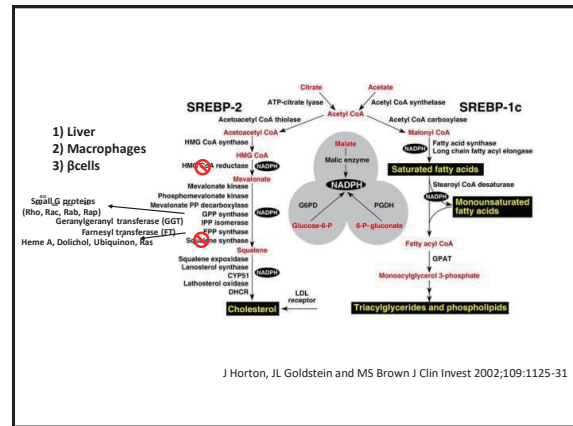 Citrate
Acetate
ATP-citrate lyase
Acetyl CoA synthetase
SREBP-2
Acetyl CoA
SREBP-1c
Acetoacetyl CoA thiolase
Acetyl CoA carboxylase
1) Liver
2) Macrophages
3) βcells
Acetoacetyl CoA
HMG CoA synthase
HMG CoA
HMG CoA reductase
NADPH
Mevalonate
Mevalonate kinase
Phosphomevalonate kinase
Mevalonate PP decarboxylase
IPP isomerase
GPP synthase
NADPH
FPP synthase
Squalene synthase
Squalene
Squalene expoxidase
Lanosterol synthase
NADPH
CYP51
Lathosterol oxidase
DHCR
Cholesterol
LDL
receptor
Small G proteins
(Rho, Rac, Rab, Rap)
Geranylgeranyl transferase (GGT)
Farnesyl transferase (FT)
Heme A, Dolichol, Ubiquinon, Ras
Malate
Malic enzyme
NADPH
G6PD
PGDH
Glucose-6-P
6-P- gluconate
Malonyl CoA
NADPH
Fatty acid synthase
Long chain fatty acyl elongase
Saturated fatty acids
Stearoyl CoA desaturase
NADPH
Monounsaturated
fatty acids
Fatty acyl CoA
GPAT
Monoacylglycerol 3-phosphate
Triacylglycerides and phospholipids
J Horton, JL Goldstein and MS Brown J Clin Invest 2002;109:1125-31